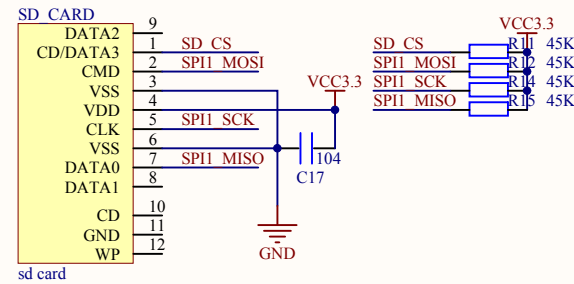 SD_CARD
DATA2 9
CD/DATA3 1 SD_CS
CMD 2 SPI1_MOSI
VSS 3
VDD 4
CLK 5 SPI1_SCK
VSS 6
DATA0 7 SPI1_MISO
DATA1 8
CD 10
GND 11
WP 12
sd card
VCC3.3
104
C17
GND
VCC3.3
SD_CS R11 45K
SPI1_MOSI R12 45K
SPI1_SCK R14 45K
SPI1_MISO R15 45K